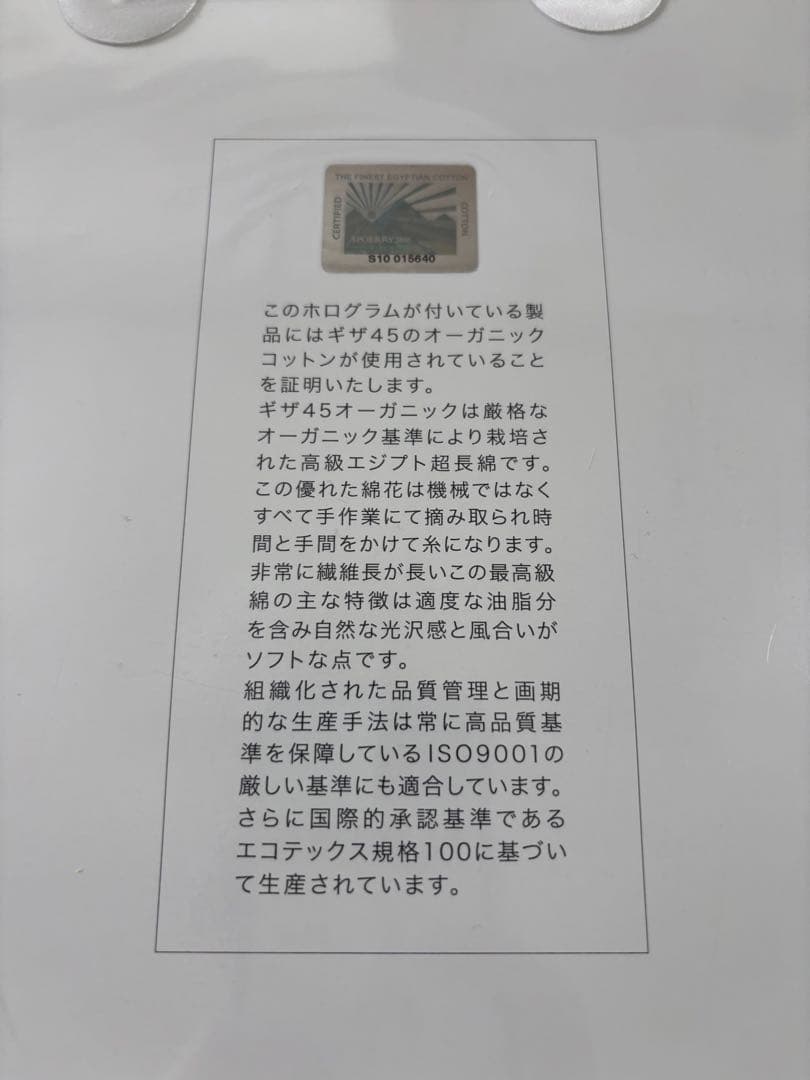 THE FINEST EGYPTIAN COTTON
CERTIFIED
COTTON
S10 015640
このホログラムが付いている製
品にはギザ45のオーガニック
コットンが使用されていること
を証明いたします。
ギザ45オーガニックは厳格な
オーガニック基準により栽培さ
れた高級エジプト超長綿です。
この優れた綿花は機械ではなく
すべて手作業にて摘み取られ時
間と手間をかけて糸になります。
非常に繊維長が長いこの最高級
綿の主な特徴は適度な油脂分
を含み自然な光沢感と風合いが
ソフトな点です。
組織化された品質管理と画期
的な生産手法は常に高品質基
準を保障しているISO9001の
厳しい基準にも適合しています。
さらに国際的承認基準である
エコテックス規格100に基づい
て生産されています。